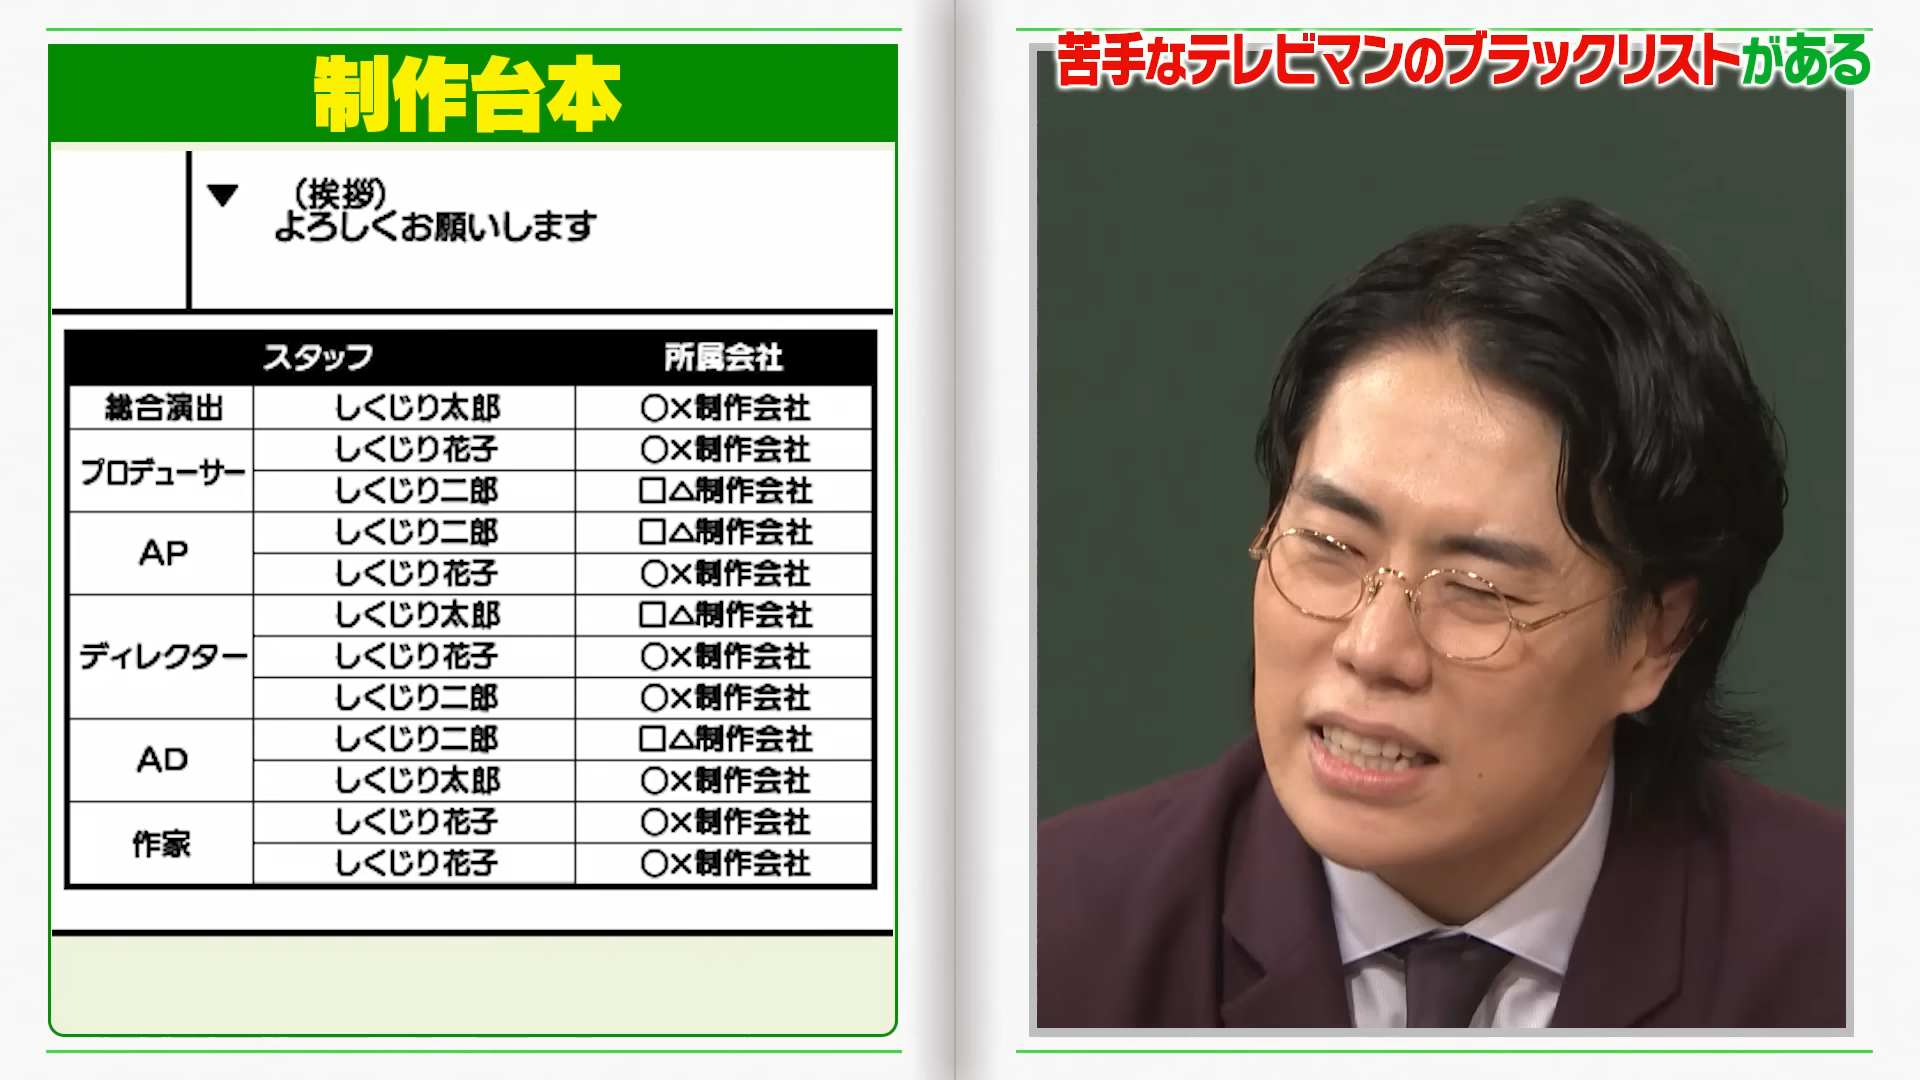 制作台本
苦手なテレビマンのブラックリストがある
▼ (挨拶)
よろしくお願いします
スタッフ 所属会社
総合演出 しくじり太郎 ○×制作会社
プロデューサー しくじり花子 ○×制作会社
しくじり二郎 □△制作会社
AP しくじり二郎 □△制作会社
しくじり花子 ○×制作会社
ディレクター しくじり太郎 □△制作会社
しくじり花子 ○×制作会社
しくじり二郎 ○×制作会社
AD しくじり二郎 □△制作会社
しくじり太郎 ○×制作会社
作家 しくじり花子 ○×制作会社
しくじり花子 ○×制作会社